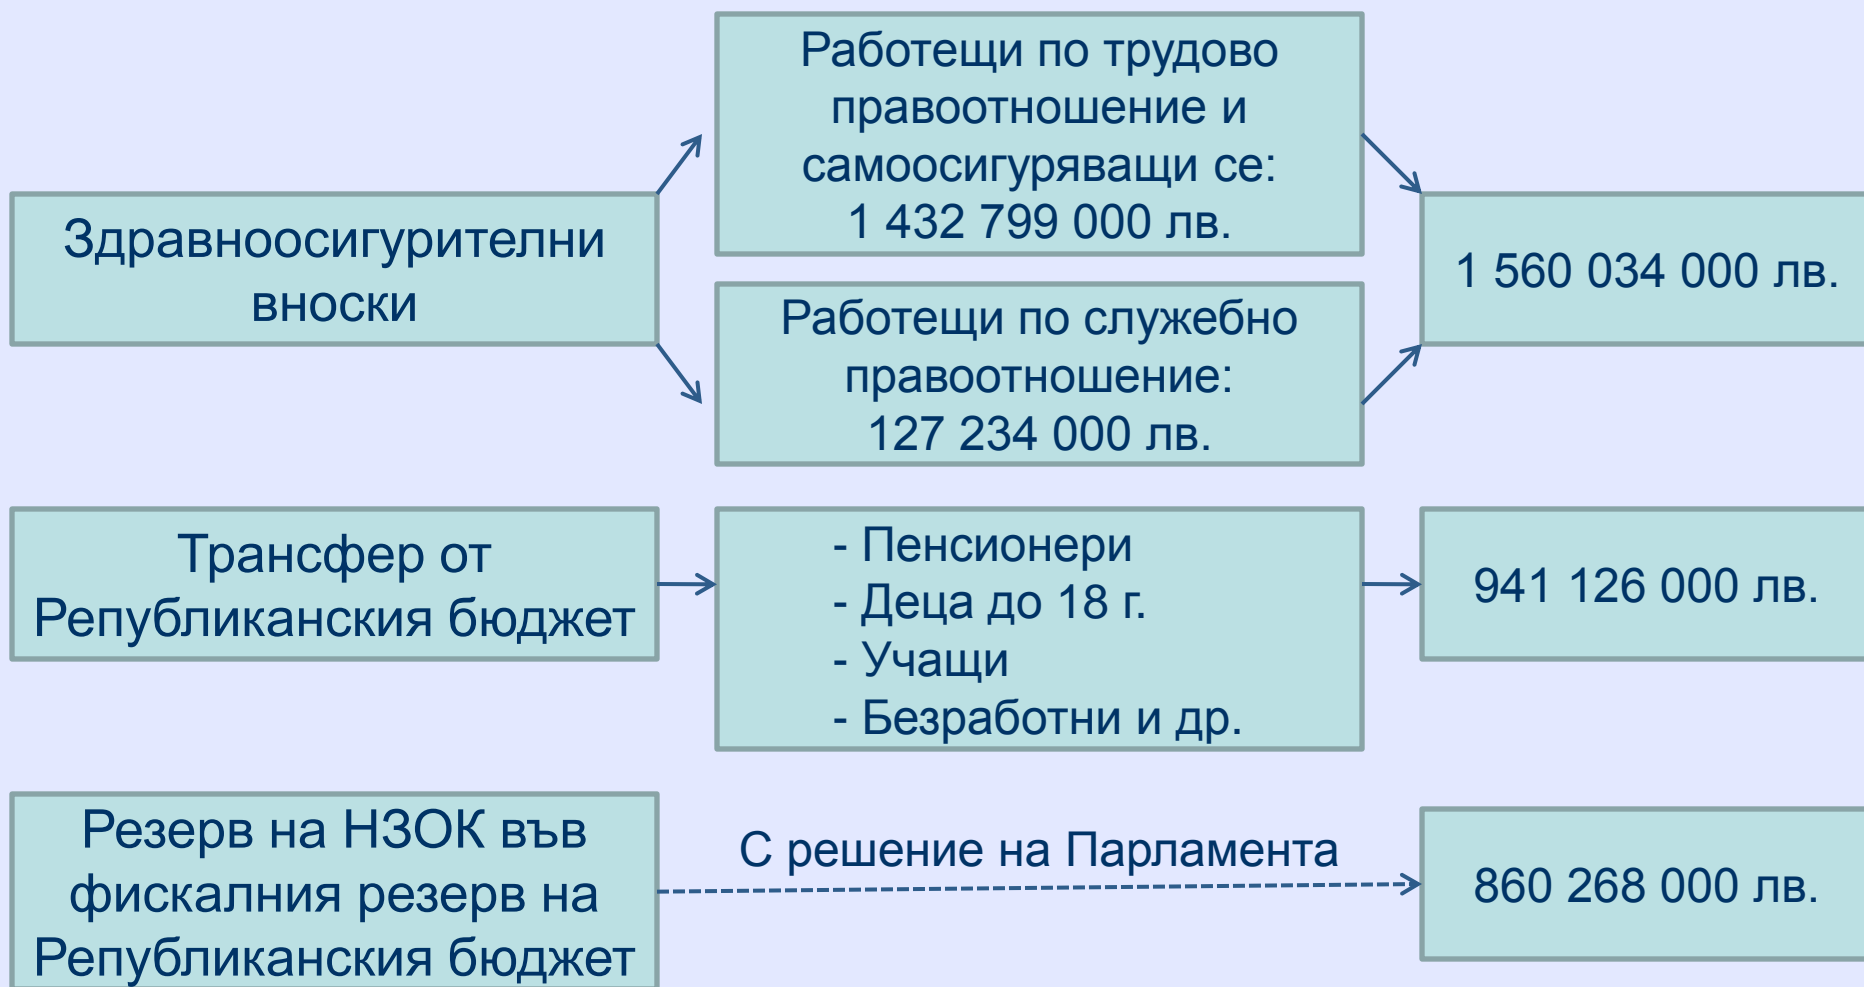 Здравноосигурителни
вноски
Работещи по трудово
правоотношение и
самоосигуряващи се:
1 432 799 000 лв.
Работещи по служебно
правоотношение:
127 234 000 лв.
1 560 034 000 лв.
Трансфер от
Републиканския бюджет
- Пенсионери
- Деца до 18 г.
- Учащи
- Безработни и др.
941 126 000 лв.
Резерв на НЗОК във
фискалния резерв на
Републиканския бюджет
С решение на Парламента
860 268 000 лв.